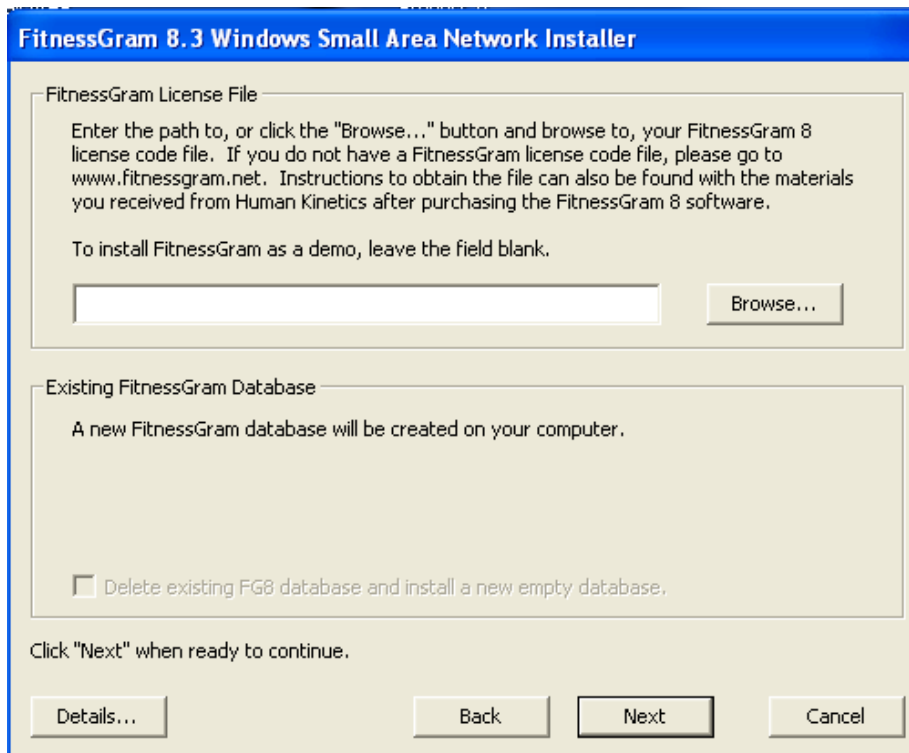 FitnessGram 8.3 Windows Small Area Network Installer
FitnessGram License File
Enter the path to, or click the "Browse..." button and browse to, your FitnessGram 8
license code file.  If you do not have a FitnessGram license code file, please go to
www.fitnessgram.net.  Instructions to obtain the file can also be found with the materials
you received from Human Kinetics after purchasing the FitnessGram 8 software.
To install FitnessGram as a demo, leave the field blank.
Browse...
Existing FitnessGram Database
A new FitnessGram database will be created on your computer.
Delete existing FG8 database and install a new empty database.
Click "Next" when ready to continue.
Details...
Back
Next
Cancel